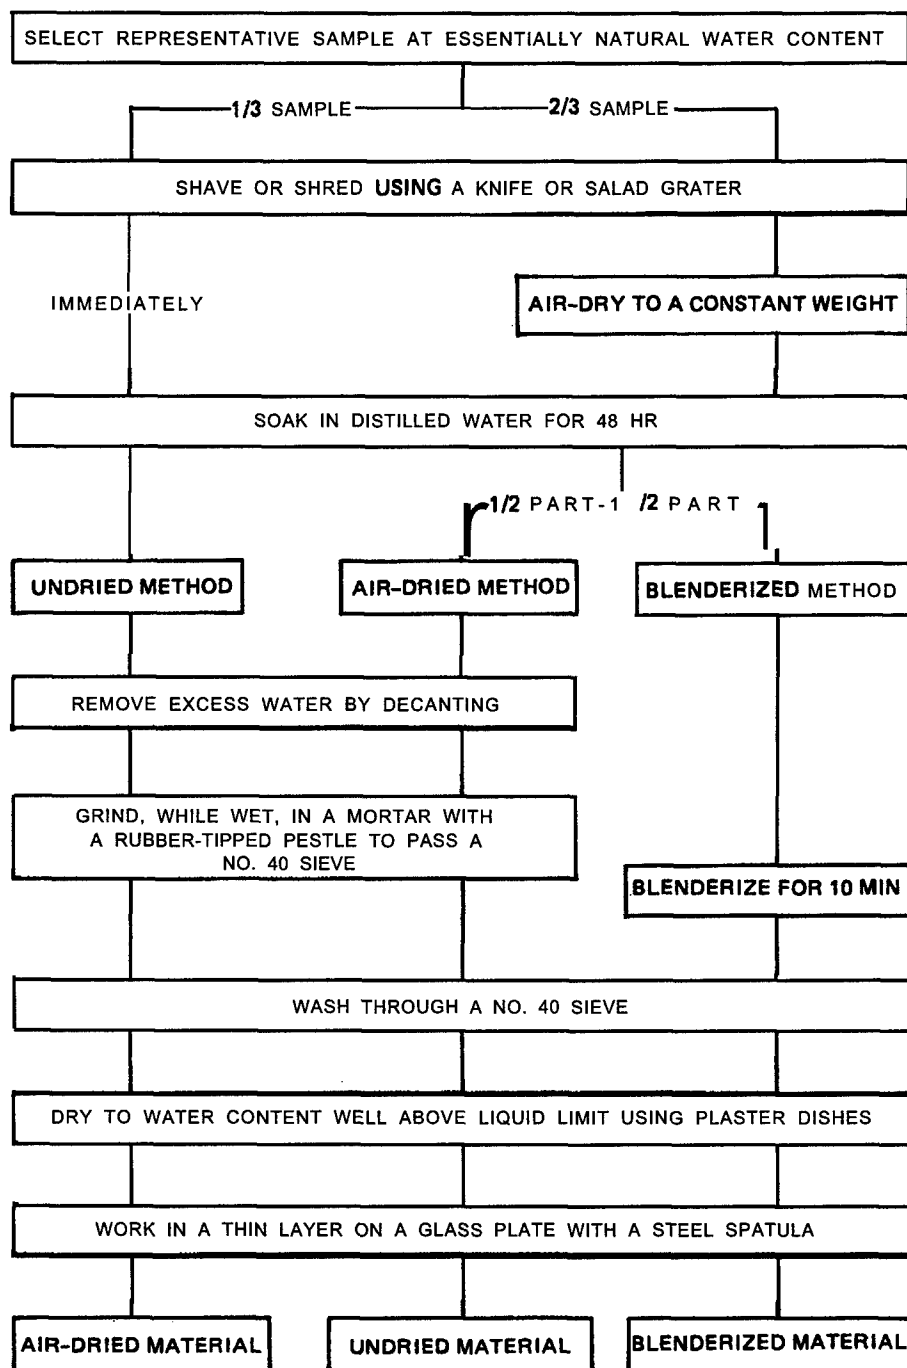 SELECT REPRESENTATIVE SAMPLE AT ESSENTIALLY NATURAL WATER CONTENT
1/3 SAMPLE 2/3 SAMPLE
SHAVE OR SHRED USING A KNIFE OR SALAD GRATER
IMMEDIATELY
AIR-DRY TO A CONSTANT WEIGHT
SOAK IN DISTILLED WATER FOR 48 HR
1/2 PART-1 /2 PART
UNDRIED METHOD
AIR-DRIED METHOD
BLENDERIZED METHOD
REMOVE EXCESS WATER BY DECANTING
GRIND, WHILE WET, IN A MORTAR WITH
A RUBBER-TIPPED PESTLE TO PASS A
NO. 40 SIEVE
BLENDERIZE FOR 10 MIN
WASH THROUGH A NO. 40 SIEVE
DRY TO WATER CONTENT WELL ABOVE LIQUID LIMIT USING PLASTER DISHES
WORK IN A THIN LAYER ON A GLASS PLATE WITH A STEEL SPATULA
AIR-DRIED MATERIAL
UNDRIED MATERIAL
BLENDERIZED MATERIAL